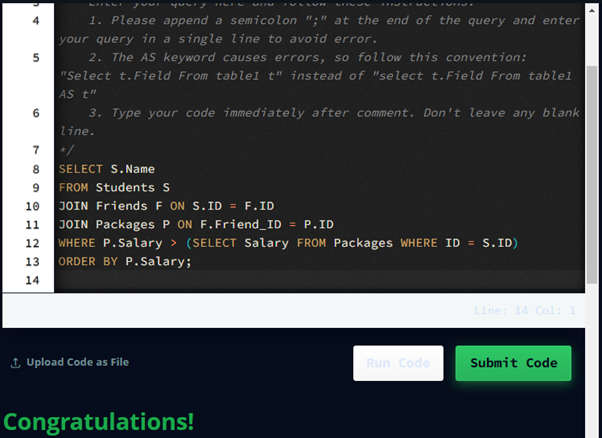 3 Enter your query here and follow these instructions:
4 1. Please append a semicolon ";" at the end of the query and enter
your query in a single line to avoid error.
5 2. The AS keyword causes errors, so follow this convention:
"Select t.Field From table1 t" instead of "select t.Field From table1
AS t"
6 3. Type your code immediately after comment. Don't leave any blank
line.
7 */
8 SELECT S.Name
9 FROM Students S
10 JOIN Friends F ON S.ID = F.ID
11 JOIN Packages P ON F.Friend_ID = P.ID
12 WHERE P.Salary > (SELECT Salary FROM Packages WHERE ID = S.ID)
13 ORDER BY P.Salary;
14
Line: 14 Col: 1
Upload Code as File
Run Code
Submit Code
Congratulations!